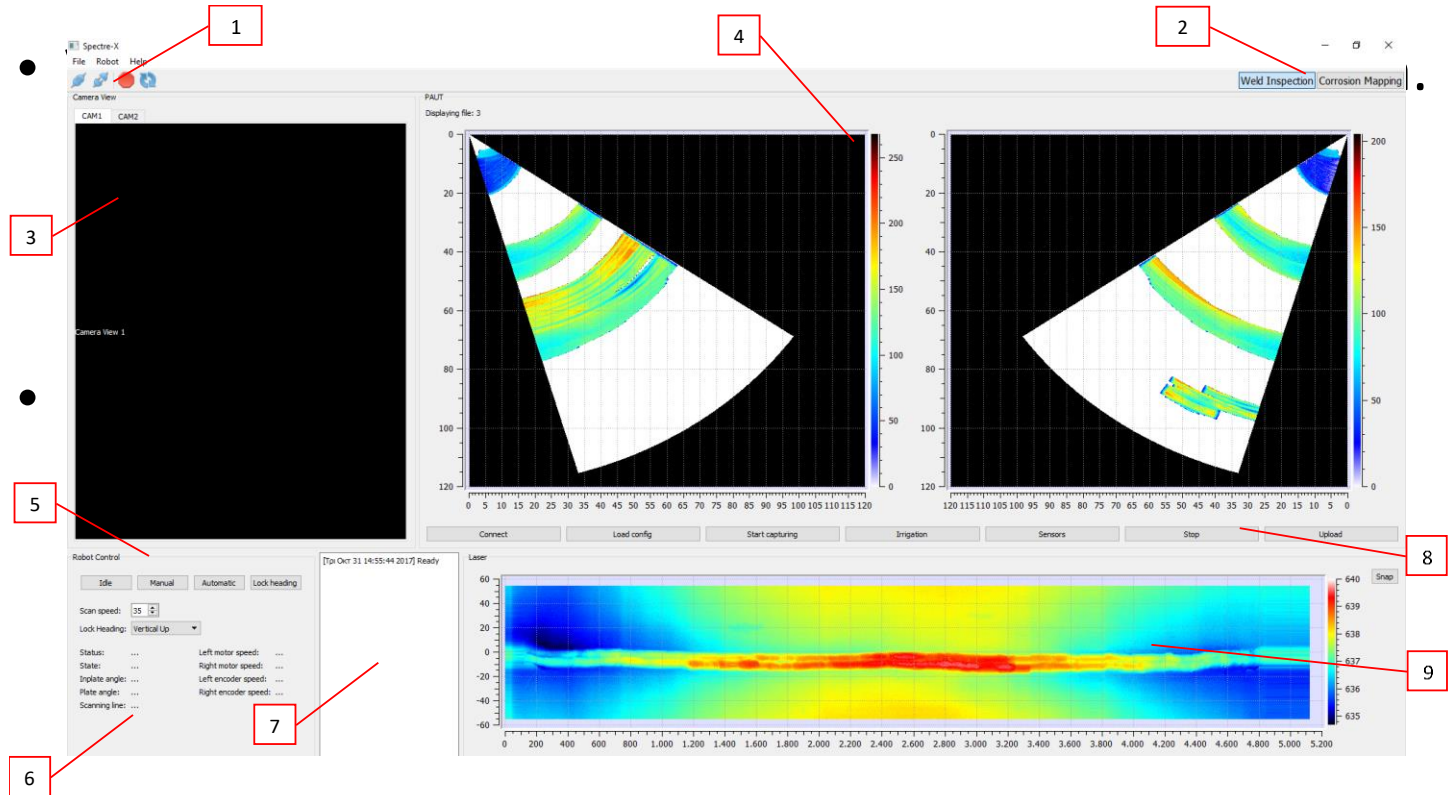 1
2
4
Spectre-X
File Robot Help
Weld Inspection Corrosion Mapping
Camera View
CAM1 CAM2
Camera View 1
3
PAUT
Displaying file: 3
0
20
40
60
80
100
120
0 5 10 15 20 25 30 35 40 45 50 55 60 65 70 75 80 85 90 95 100 105 110 115 120
250
200
150
100
50
0
0
20
40
60
80
100
120
120 115 110 105 100 95 90 85 80 75 70 65 60 55 50 45 40 35 30 25 20 15 10 5 0
200
150
100
50
0
Connect Load config Start capturing Irrigation Sensors Stop Upload
5
8
Robot Control
Idle Manual Automatic Lock heading
Scan speed: 35
Lock Heading: Vertical Up
Status: ... Left motor speed: ...
State: ... Right motor speed: ...
Inplate angle: ... Left encoder speed: ...
Plate angle: ... Right encoder speed: ...
Scanning line: ...
6
[Τρι Οκτ 31 14:55:44 2017] Ready
7
Laser
60
40
20
0
-20
-40
-60
0 200 400 600 800 1.000 1.200 1.400 1.600 1.800 2.000 2.200 2.400 2.600 2.800 3.000 3.200 3.400 3.600 3.800 4.000 4.200 4.400 4.600 4.800 5.000 5.200
640
639
638
637
636
635
Snap
9